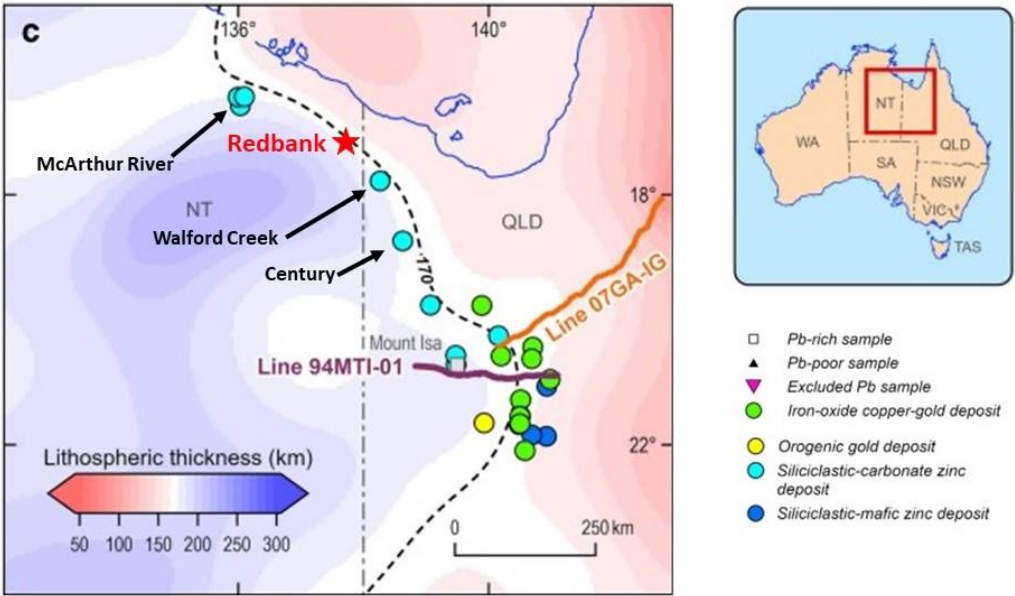 c
136°
140°
McArthur River
Redbank
18°
NT
QLD
Walford Creek
Century
170
Line 07GA-IG
Mount Isa
Line 94MTI-01
22°
Lithospheric thickness (km)
50 100 150 200 250 300
0 250 km
NT
WA
QLD
SA
NSW
VIC
TAS
Pb-rich sample
Pb-poor sample
Excluded Pb sample
Iron-oxide copper-gold deposit
Orogenic gold deposit
Siliciclastic-carbonate zinc
deposit
Siliciclastic-mafic zinc deposit